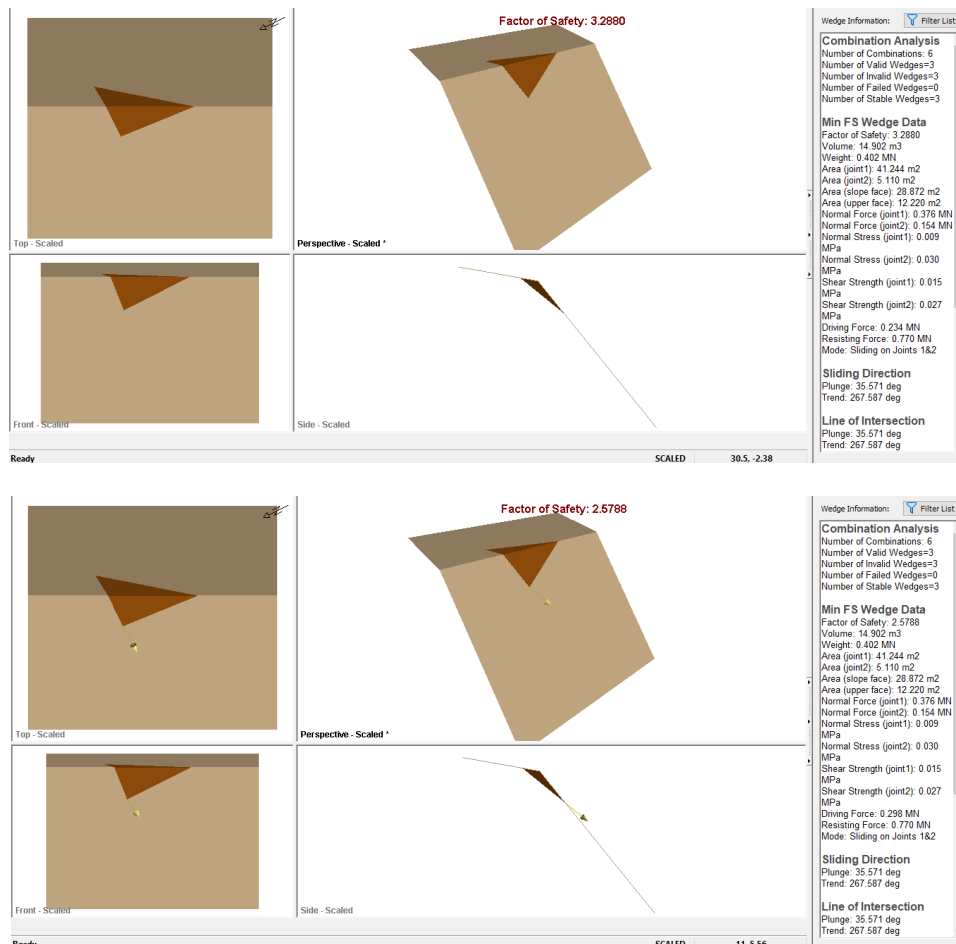 Factor of Safety: 3.2880
Top - Scaled
Perspective - Scaled *
Front - Scaled
Side - Scaled
Ready
SCALED
30.5, -2.38
Wedge Information:
Filter List
Combination Analysis
Number of Combinations: 6
Number of Valid Wedges=3
Number of Invalid Wedges=3
Number of Failed Wedges=0
Number of Stable Wedges=3
Min FS Wedge Data
Factor of Safety: 3.2880
Volume: 14.902 m3
Weight: 0.402 MN
Area (joint1): 41.244 m2
Area (joint2): 5.110 m2
Area (slope face): 28.872 m2
Area (upper face): 12.220 m2
Normal Force (joint1): 0.376 MN
Normal Force (joint2): 0.154 MN
Normal Stress (joint1): 0.009
MPa
Normal Stress (joint2): 0.030
MPa
Shear Strength (joint1): 0.015
MPa
Shear Strength (joint2): 0.027
MPa
Driving Force: 0.234 MN
Resisting Force: 0.770 MN
Mode: Sliding on Joints 1&2
Sliding Direction
Plunge: 35.571 deg
Trend: 267.587 deg
Line of Intersection
Plunge: 35.571 deg
Trend: 267.587 deg
Factor of Safety: 2.5788
Top - Scaled
Perspective - Scaled *
Front - Scaled
Side - Scaled
Ready
SCALED
Wedge Information:
Filter List
Combination Analysis
Number of Combinations: 6
Number of Valid Wedges=3
Number of Invalid Wedges=3
Number of Failed Wedges=0
Number of Stable Wedges=3
Min FS Wedge Data
Factor of Safety: 2.5788
Volume: 14.902 m3
Weight: 0.402 MN
Area (joint1): 41.244 m2
Area (joint2): 5.110 m2
Area (slope face): 28.872 m2
Area (upper face): 12.220 m2
Normal Force (joint1): 0.376 MN
Normal Force (joint2): 0.154 MN
Normal Stress (joint1): 0.009
MPa
Normal Stress (joint2): 0.030
MPa
Shear Strength (joint1): 0.015
MPa
Shear Strength (joint2): 0.027
MPa
Driving Force: 0.298 MN
Resisting Force: 0.770 MN
Mode: Sliding on Joints 1&2
Sliding Direction
Plunge: 35.571 deg
Trend: 267.587 deg
Line of Intersection
Plunge: 35.571 deg
Trend: 267.587 deg